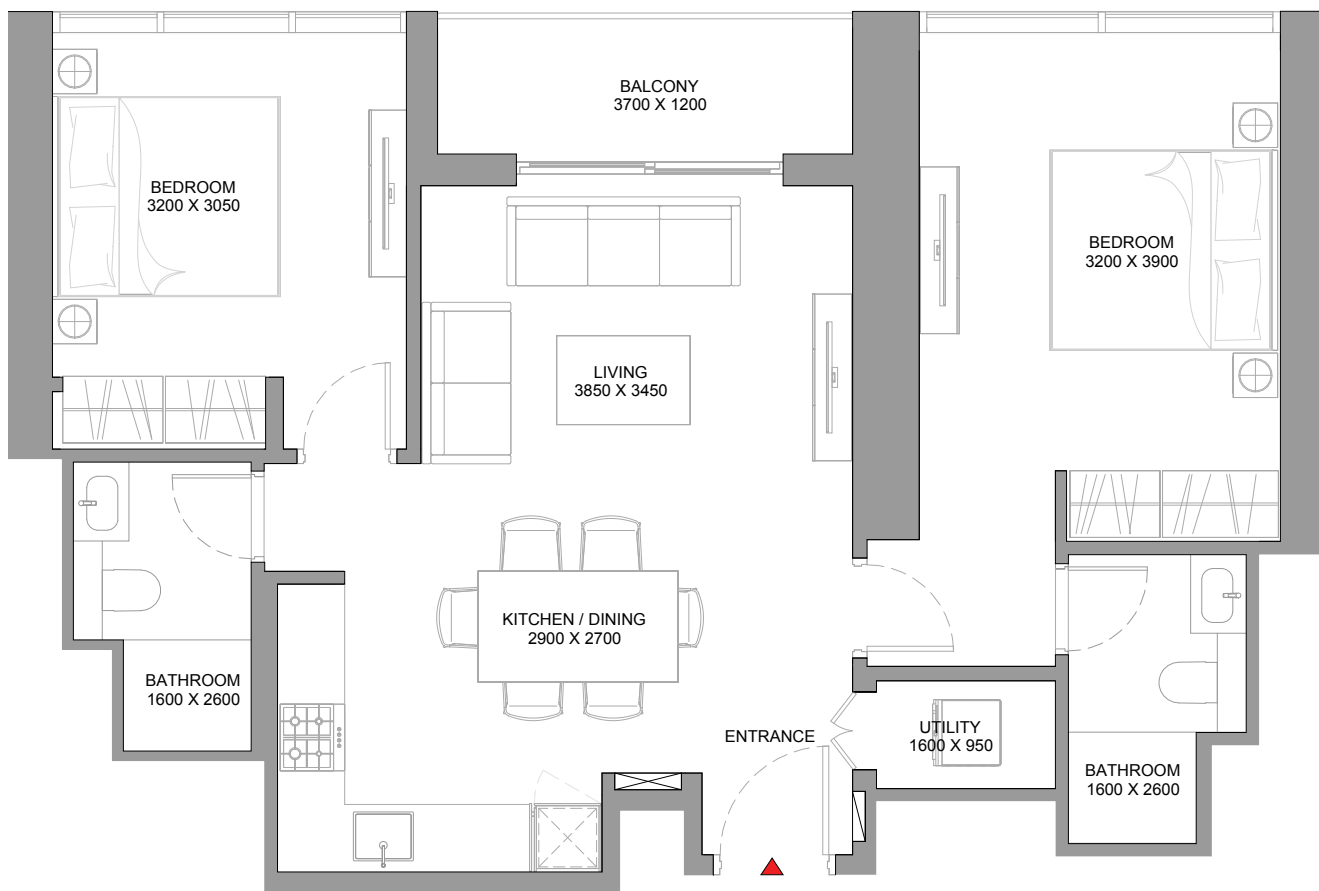 BALCONY
3700 X 1200
BEDROOM
3200 X 3050
BEDROOM
3200 X 3900
LIVING
3850 X 3450
KITCHEN / DINING
2900 X 2700
BATHROOM
1600 X 2600
ENTRANCE
UTILITY
1600 X 950
BATHROOM
1600 X 2600